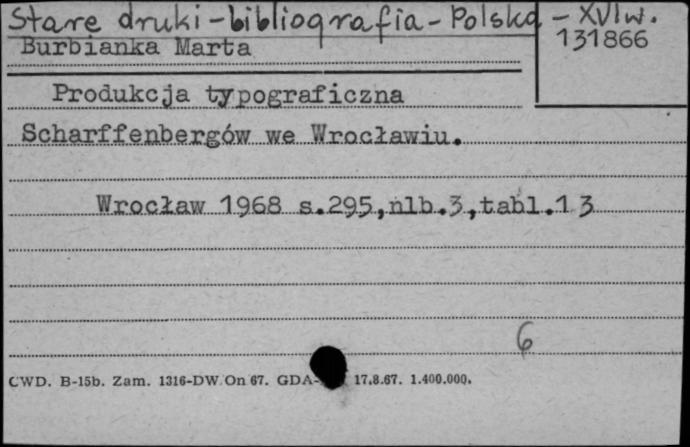 Stare druki - bibliografia - Polska - XVI w.
Burbianka Marta
131866
Produkcja typograficzna
Scharffenbergów we Wrocławiu.
Wrocław 1968 s.295,nlb.3,tabl.13
6
CWD. B-15b. Zam. 1316-DW. On 67. GDA- 17.8.67. 1.400.000.